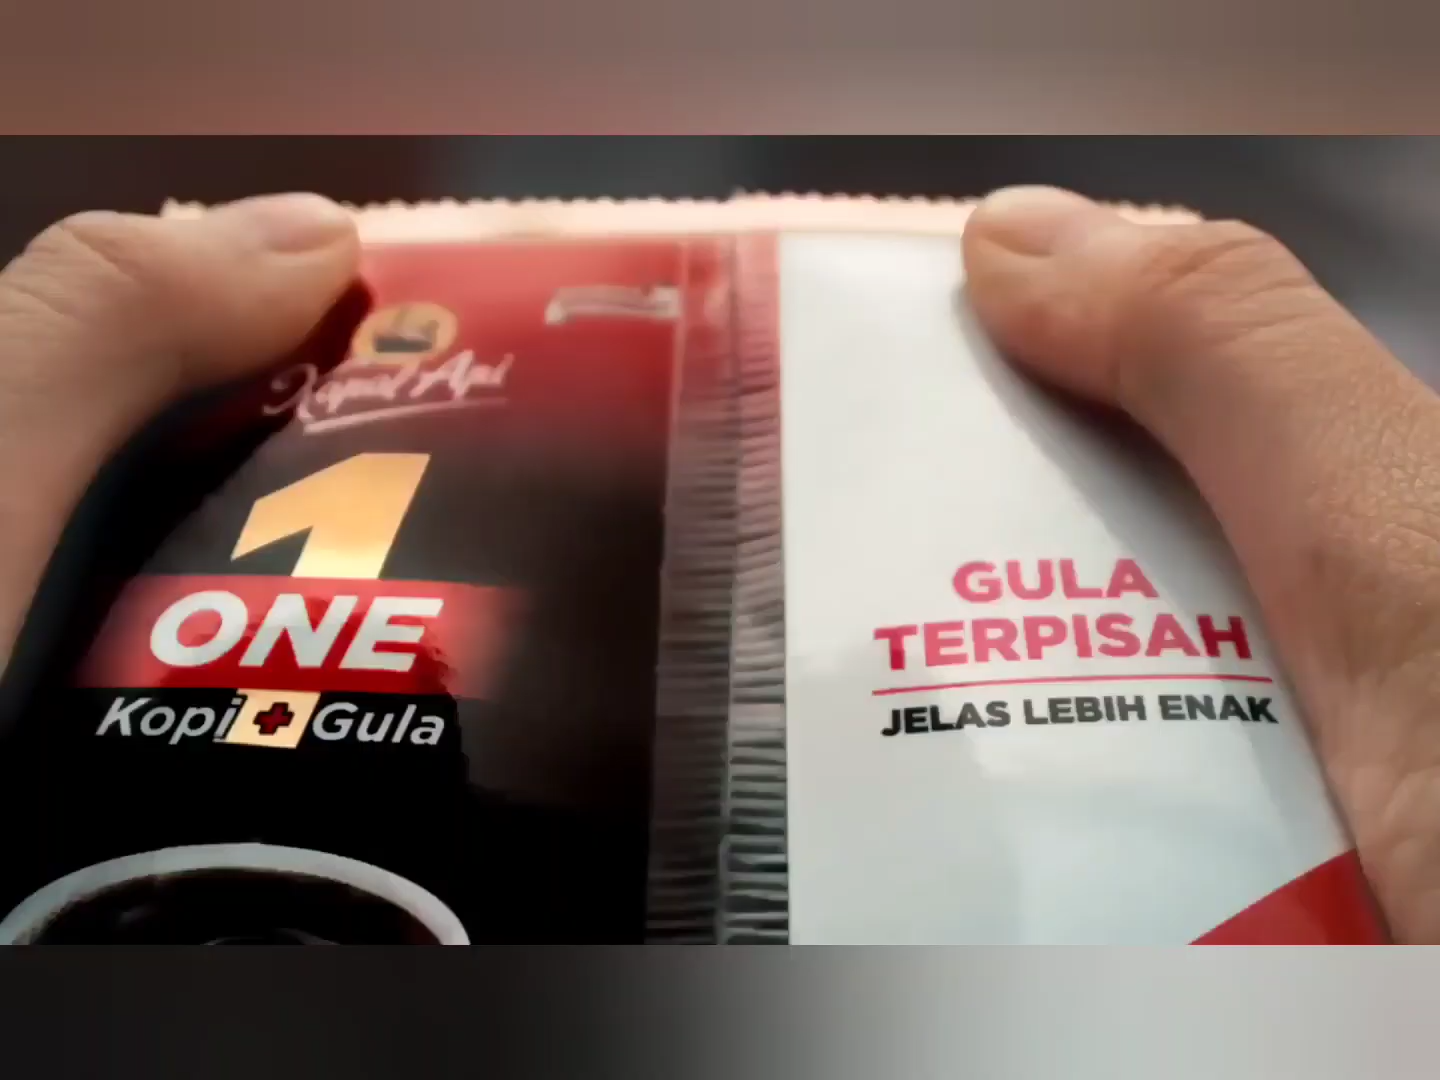 Kapal Api
1
ONE
Kopi + Gula
GULA
TERPISAH
JELAS LEBIH ENAK